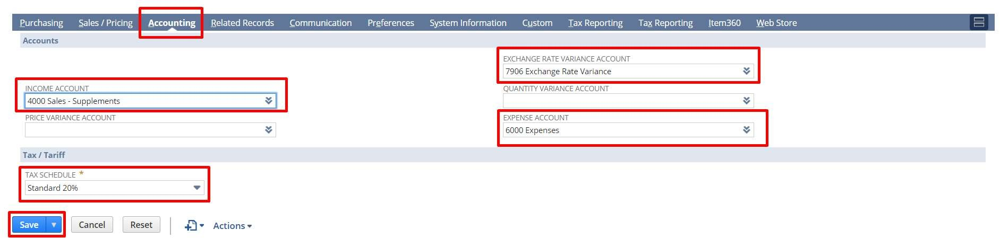 Purchasing Sales / Pricing Accounting Related Records Communication Preferences System Information Custom Tax Reporting Tax Reporting Item360 Web Store
Accounts
EXCHANGE RATE VARIANCE ACCOUNT
7906 Exchange Rate Variance
INCOME ACCOUNT
4000 Sales - Supplements
QUANTITY VARIANCE ACCOUNT
PRICE VARIANCE ACCOUNT
EXPENSE ACCOUNT
6000 Expenses
Tax / Tariff
TAX SCHEDULE *
Standard 20%
Save Cancel Reset Actions